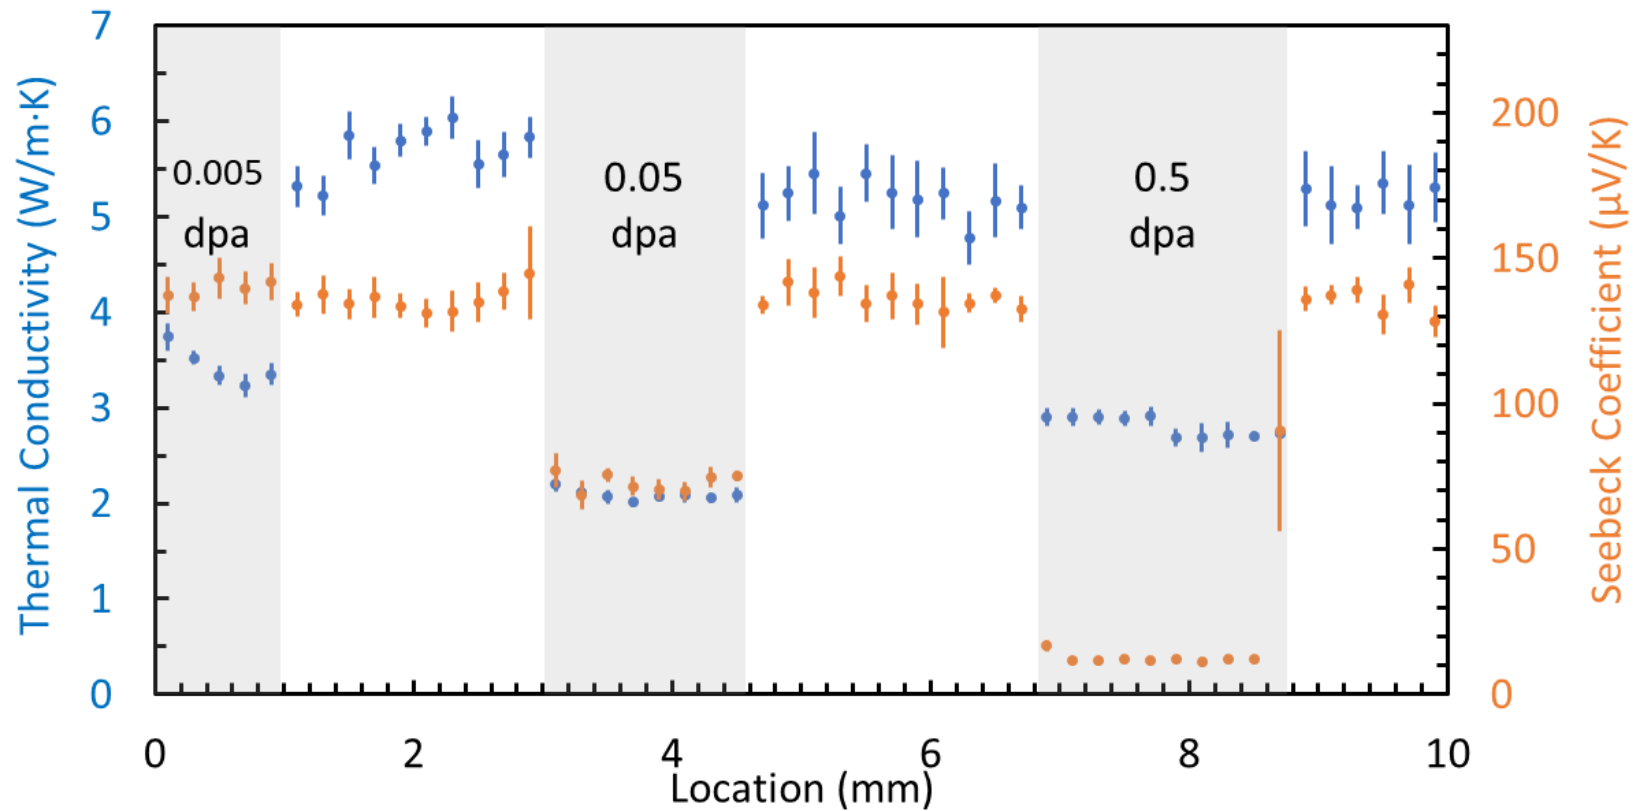 Thermal Conductivity (W/m·K)
7
6
5
4
3
2
1
0
0.005
dpa
0.05
dpa
0.5
dpa
200
150
100
50
0
Seebeck Coefficient (µV/K)
0 2 4 6 8 10
Location (mm)